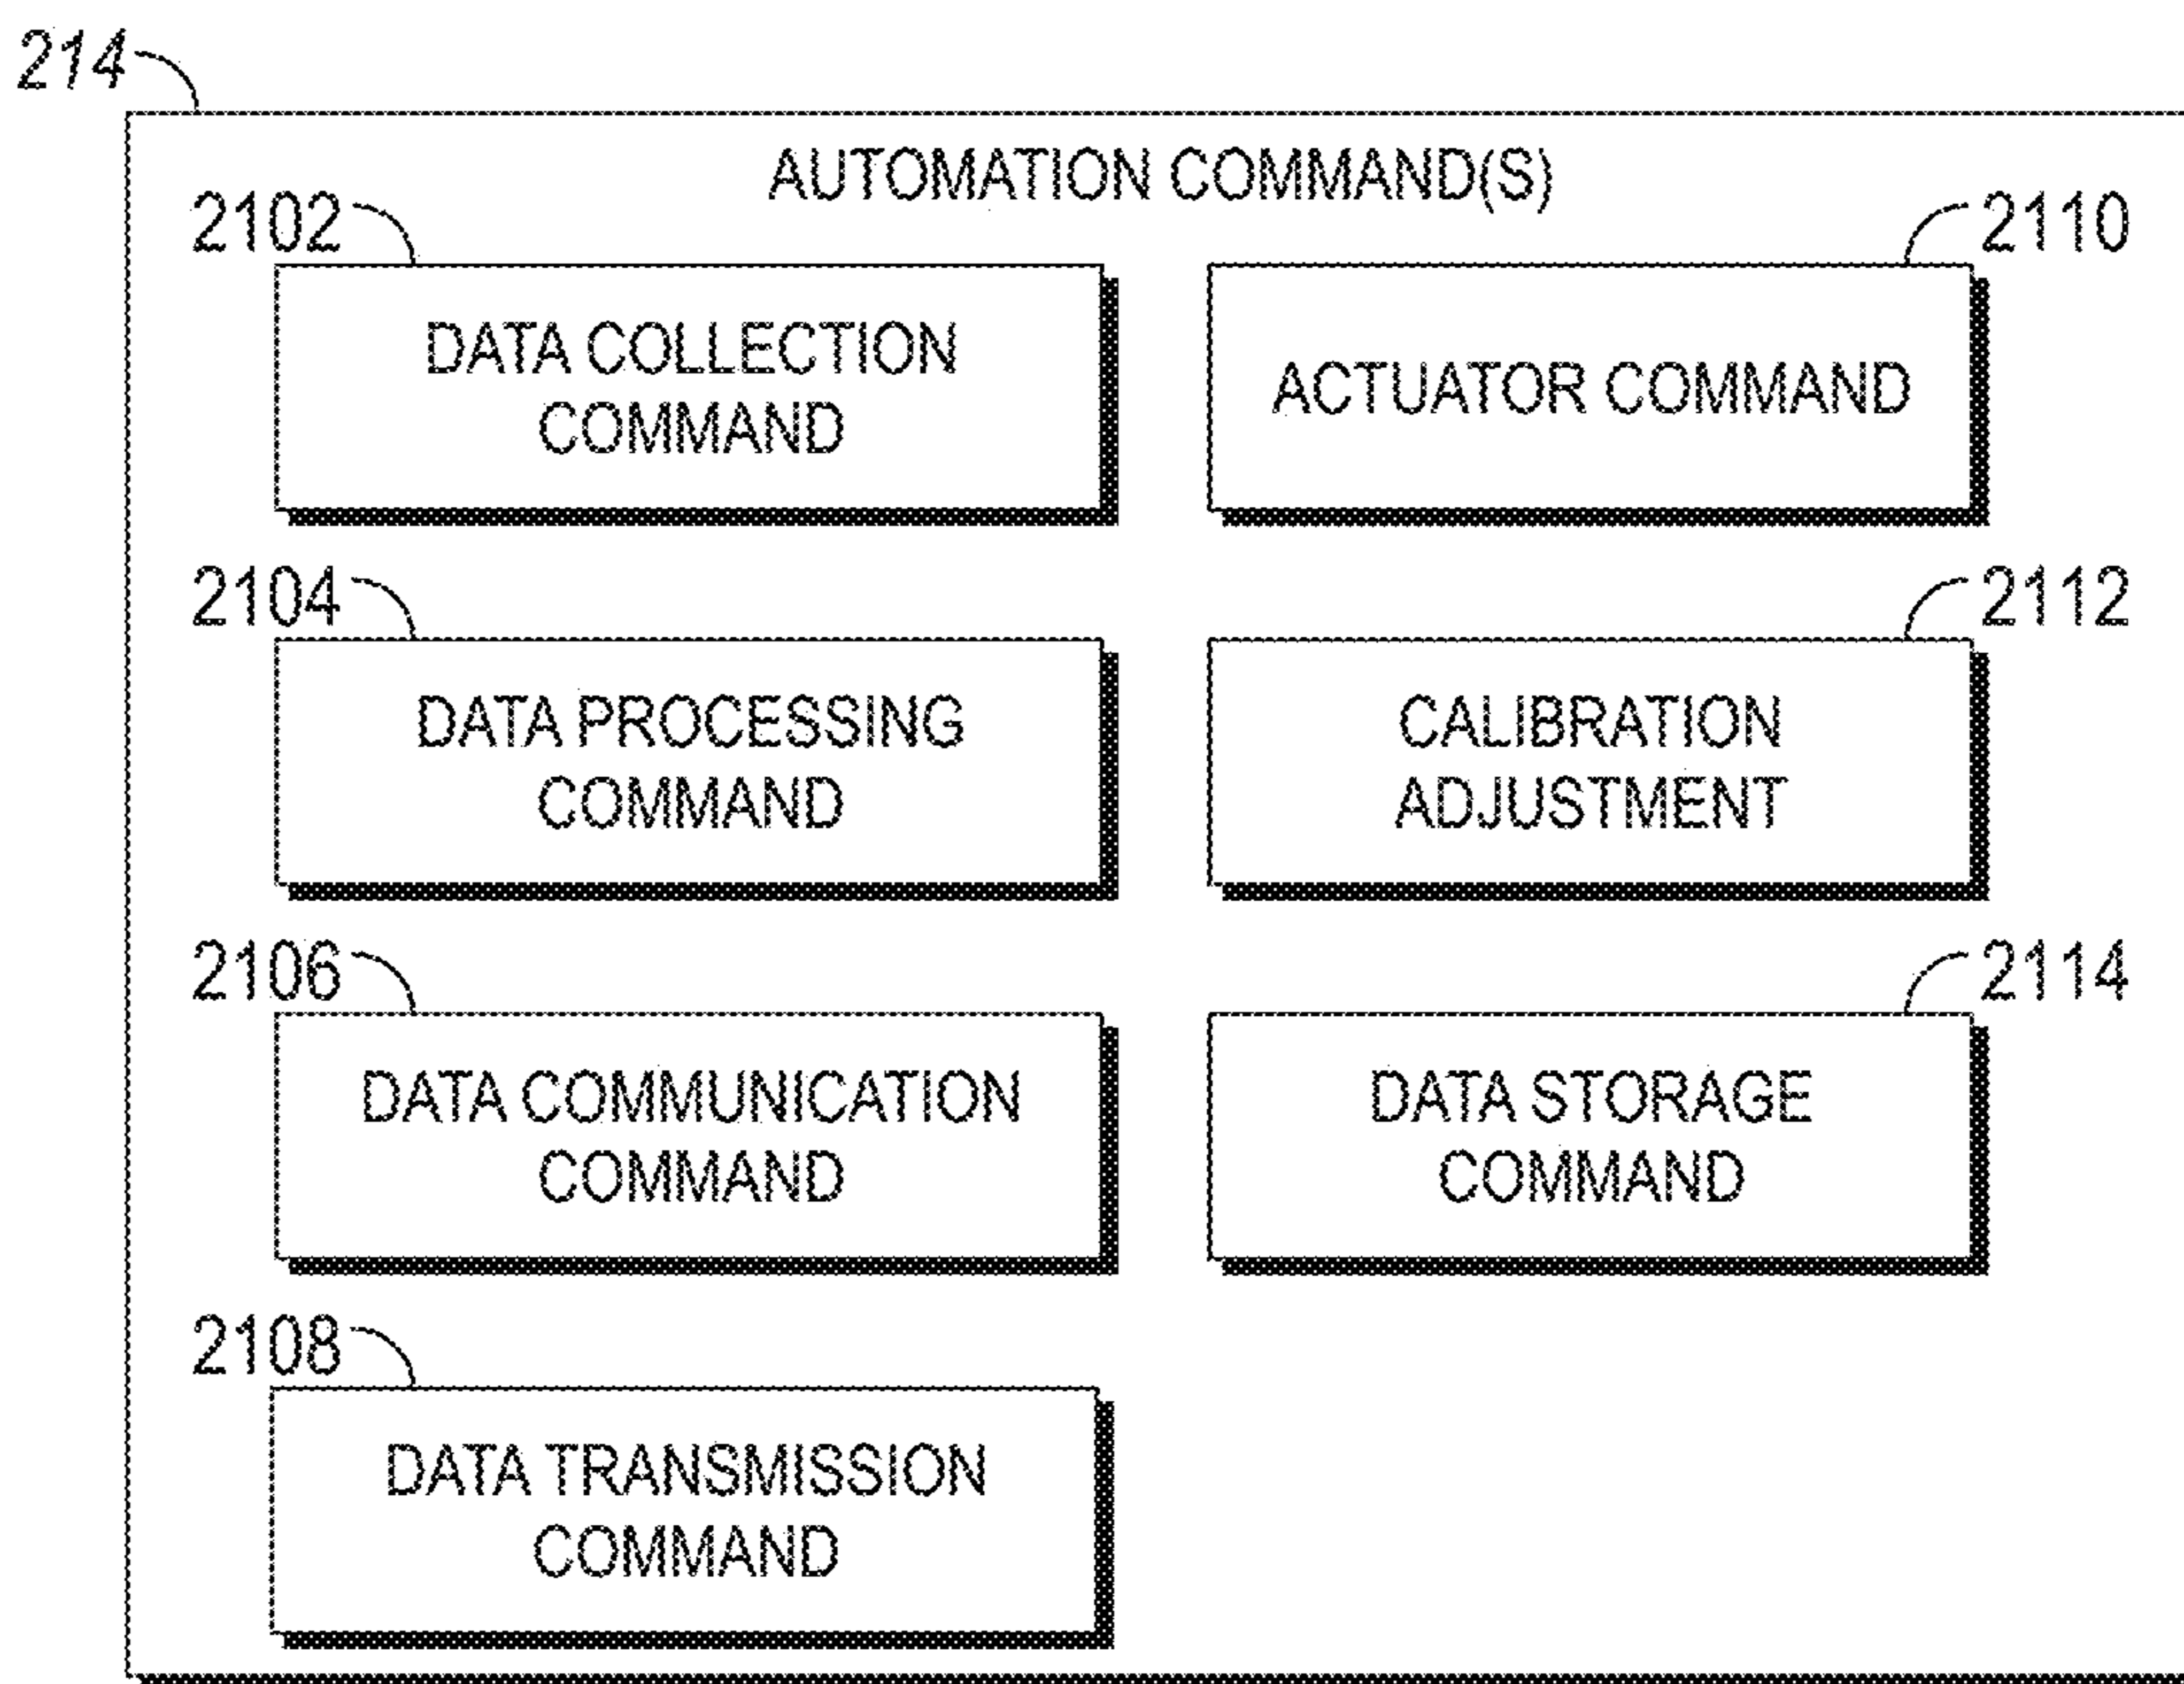 214
AUTOMATION COMMAND(S)
2102
DATA COLLECTION
COMMAND
2110
ACTUATOR COMMAND
2104
DATA PROCESSING
COMMAND
2112
CALIBRATION
ADJUSTMENT
2106
DATA COMMUNICATION
COMMAND
2114
DATA STORAGE
COMMAND
2108
DATA TRANSMISSION
COMMAND